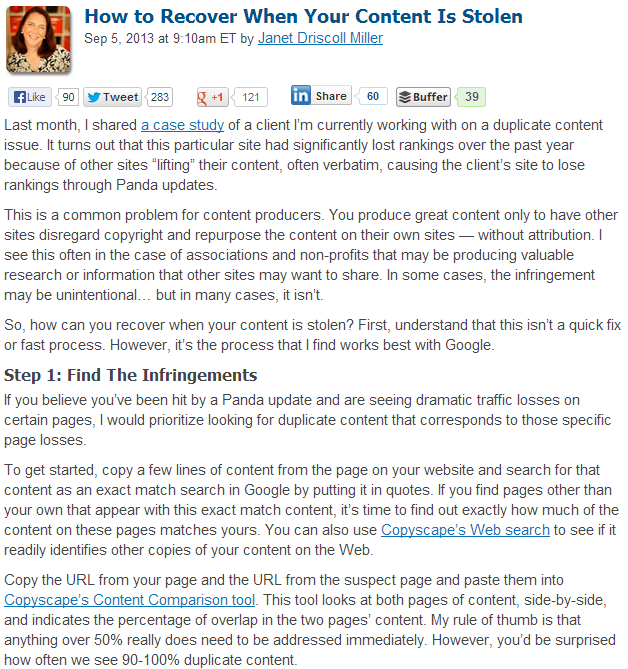 How to Recover When Your Content Is Stolen
Sep 5, 2013 at 9:10am ET by Janet Driscoll Miller
Like 90 Tweet 283 +1 121 in Share 60 Buffer 39
Last month, I shared a case study of a client I'm currently working with on a duplicate content
issue. It turns out that this particular site had significantly lost rankings over the past year
because of other sites “lifting” their content, often verbatim, causing the client's site to lose
rankings through Panda updates.
This is a common problem for content producers. You produce great content only to have other
sites disregard copyright and repurpose the content on their own sites — without attribution. I
see this often in the case of associations and non-profits that may be producing valuable
research or information that other sites may want to share. In some cases, the infringement
may be unintentional… but in many cases, it isn't.
So, how can you recover when your content is stolen? First, understand that this isn't a quick fix
or fast process. However, it's the process that I find works best with Google.
Step 1: Find The Infringements
If you believe you've been hit by a Panda update and are seeing dramatic traffic losses on
certain pages, I would prioritize looking for duplicate content that corresponds to those specific
page losses.
To get started, copy a few lines of content from the page on your website and search for that
content as an exact match search in Google by putting it in quotes. If you find pages other than
your own that appear with this exact match content, it's time to find out exactly how much of the
content on these pages matches yours. You can also use Copyscape's Web search to see if it
readily identifies other copies of your content on the Web.
Copy the URL from your page and the URL from the suspect page and paste them into
Copyscape's Content Comparison tool. This tool looks at both pages of content, side-by-side,
and indicates the percentage of overlap in the two pages' content. My rule of thumb is that
anything over 50% really does need to be addressed immediately. However, you'd be surprised
how often we see 90-100% duplicate content.